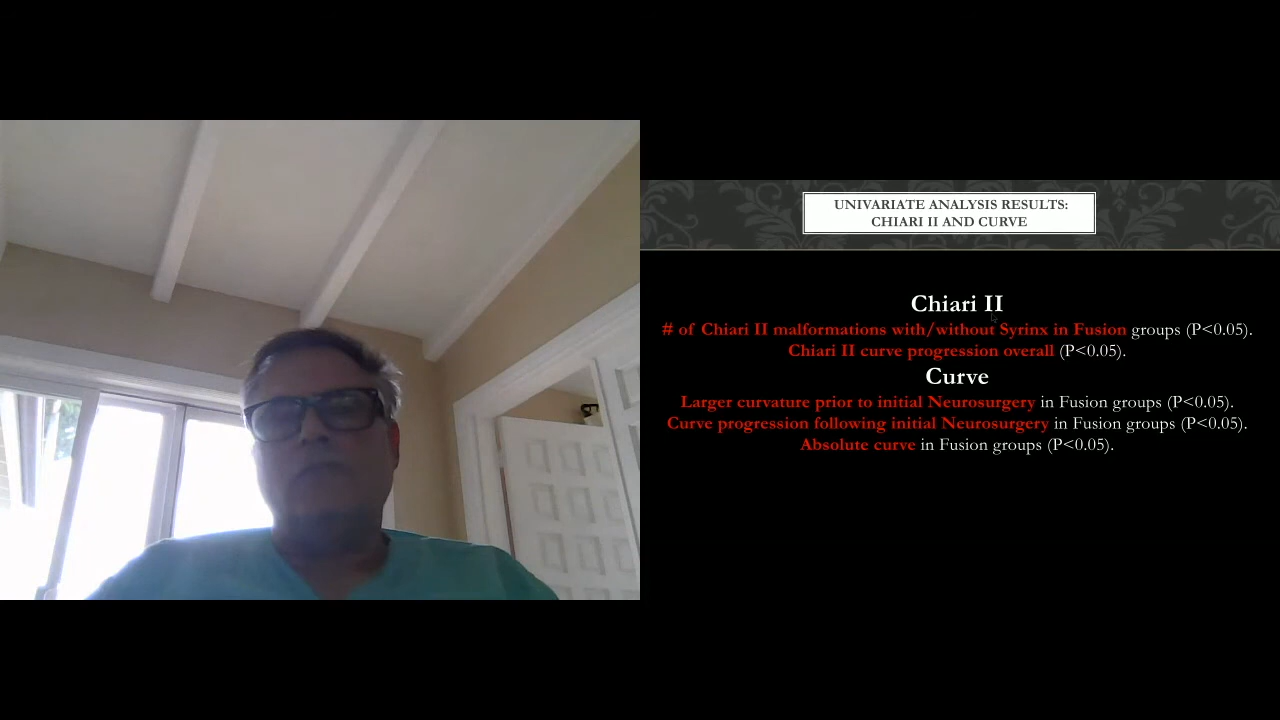 UNIVARIATE ANALYSIS RESULTS:
CHIARI II AND CURVE
Chiari II
# of Chiari II malformations with/without Syrinx in Fusion groups (P<0.05).
Chiari II curve progression overall (P<0.05).
Curve
Larger curvature prior to initial Neurosurgery in Fusion groups (P<0.05).
Curve progression following initial Neurosurgery in Fusion groups (P<0.05).
Absolute curve in Fusion groups (P<0.05).